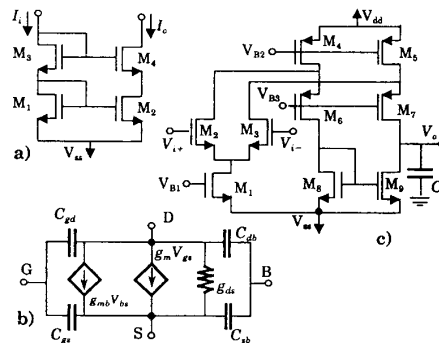 I_i I_o
M_3 M_4
M_1 M_2
V_ss
a)
V_dd
V_B2 M_4 M_5
V_B3 M_6 M_7
M_2 M_3
V_i+ V_i−
V_o
V_B1 M_1 M_8 M_9 C
V_ss c)
C_gd D C_db
g_m V_gs
G B
g_mb V_bs g_ds
b) C_gs S C_sb